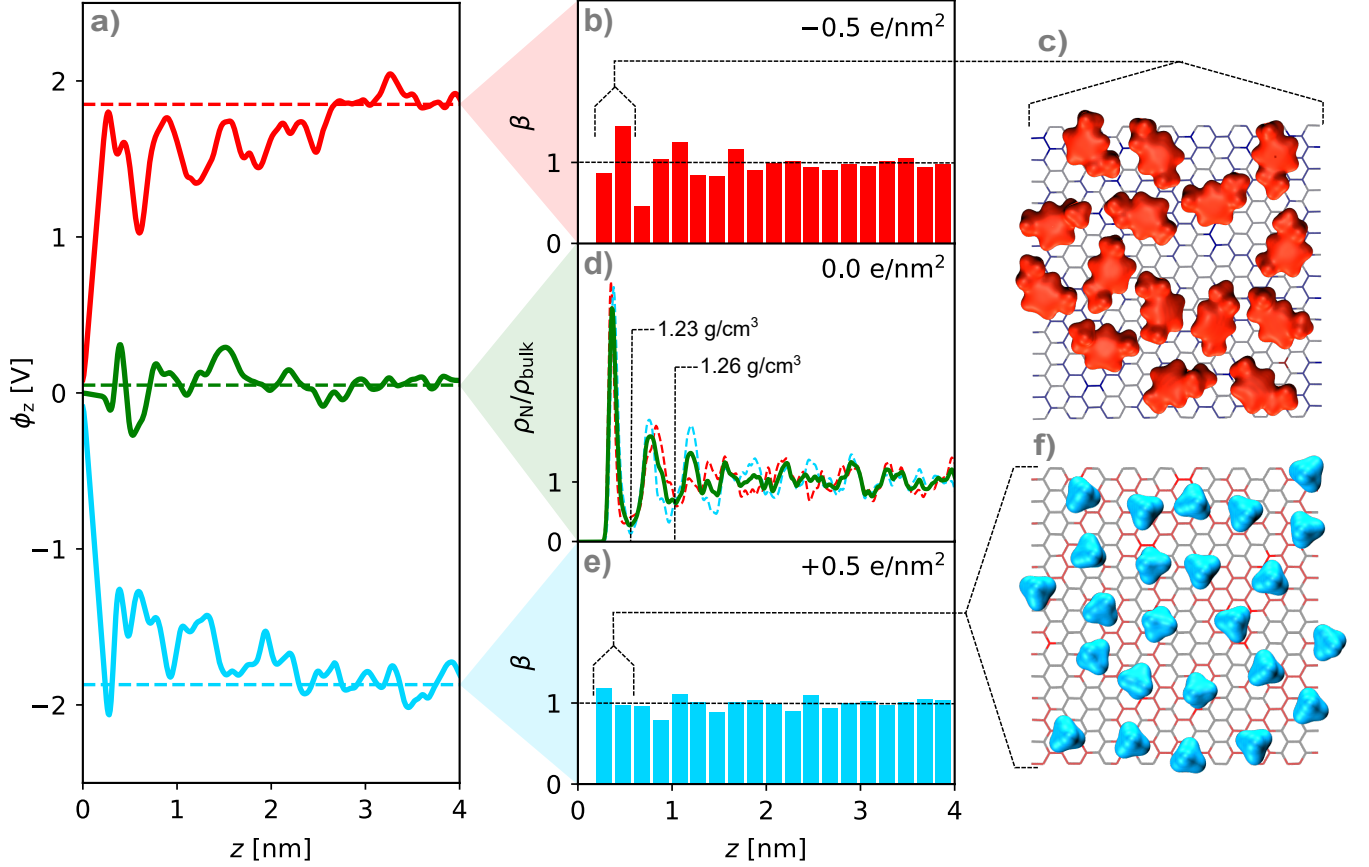 a)
2
1
0
−1
−2
ϕz [V]
0
1
2
3
4
z [nm]
b)
−0.5 e/nm²
β
1
0
c)
d)
0.0 e/nm²
1.23 g/cm³
1.26 g/cm³
ρN/ρbulk
1
0
e)
+0.5 e/nm²
β
1
0
0
1
2
3
4
z [nm]
f)